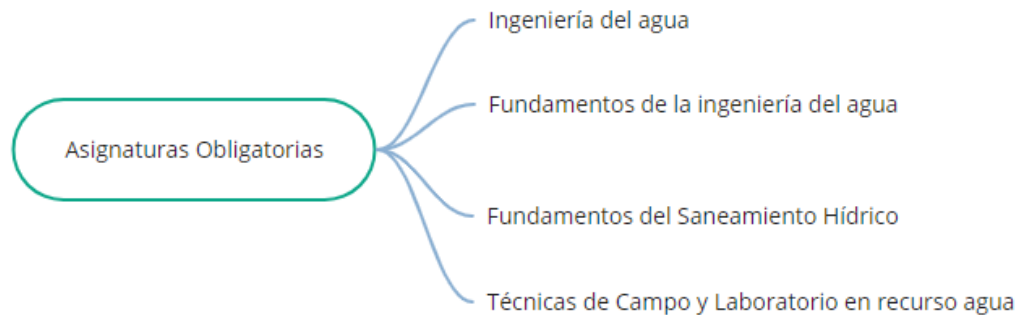 Asignaturas Obligatorias
Ingeniería del agua
Fundamentos de la ingeniería del agua
Fundamentos del Saneamiento Hídrico
Técnicas de Campo y Laboratorio en recurso agua